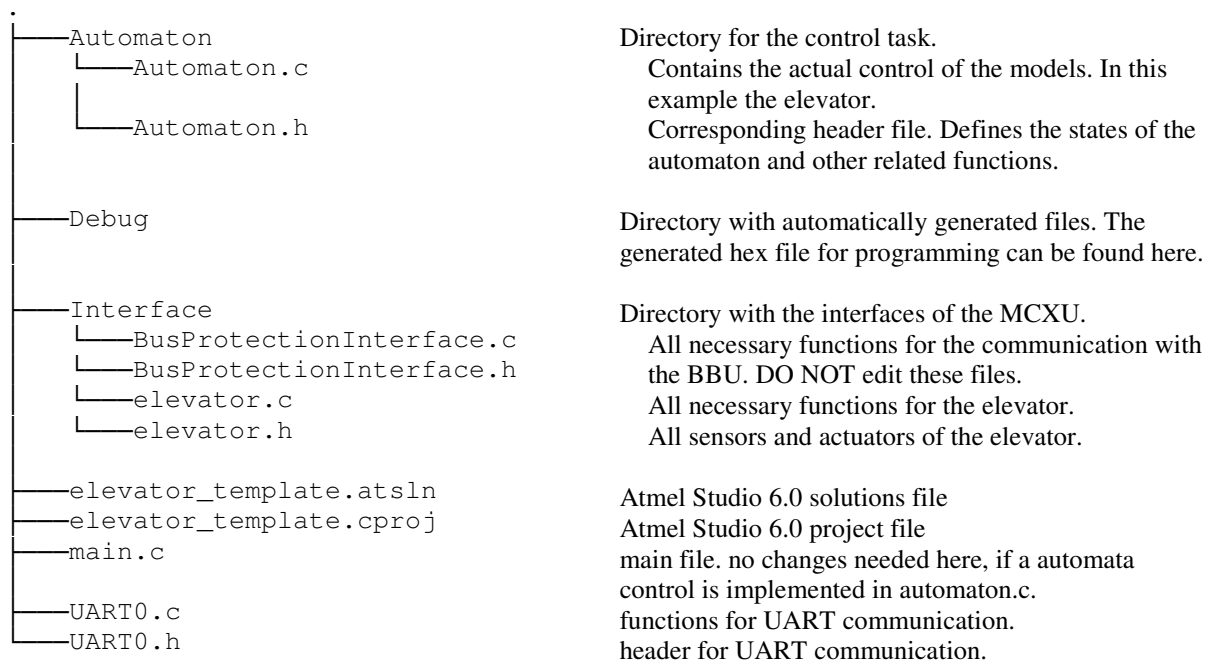 .
Automaton Directory for the control task.
Automaton.c Contains the actual control of the models. In this
example the elevator.
Automaton.h Corresponding header file. Defines the states of the
automaton and other related functions.
Debug Directory with automatically generated files. The
generated hex file for programming can be found here.
Interface Directory with the interfaces of the MCXU.
BusProtectionInterface.c All necessary functions for the communication with
BusProtectionInterface.h the BBU. DO NOT edit these files.
elevator.c All necessary functions for the elevator.
elevator.h All sensors and actuators of the elevator.
elevator_template.atsln Atmel Studio 6.0 solutions file
elevator_template.cproj Atmel Studio 6.0 project file
main.c main file. no changes needed here, if a automata
control is implemented in automaton.c.
UART0.c functions for UART communication.
UART0.h header for UART communication.